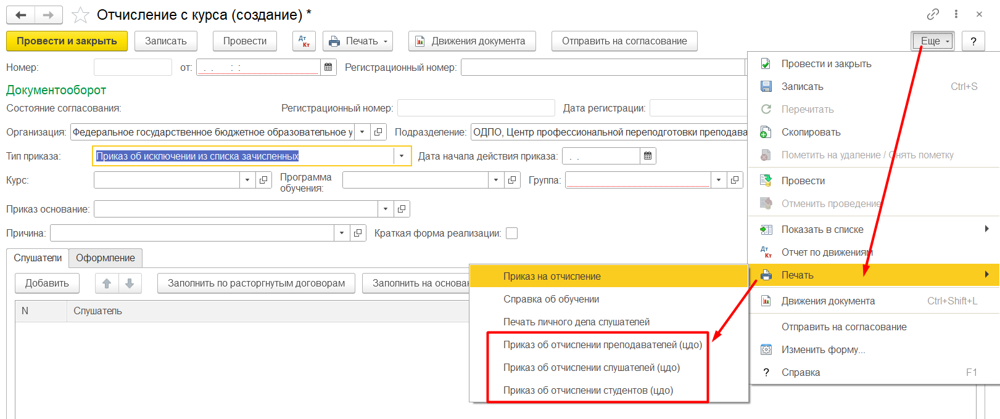 Отчисление с курса (создание) *
Провести и закрыть
Записать
Провести
Дт Кт
Печать
Движения документа
Отправить на согласование
Еще
?
Номер:
от:
Регистрационный номер:
Документооборот
Состояние согласования:
Регистрационный номер:
Дата регистрации:
Организация:
Федеральное государственное бюджетное образовательное у
Подразделение:
ОДПО, Центр профессиональной переподготовки преподава
Тип приказа:
Приказ об исключении из списка зачисленных
Дата начала действия приказа:
Курс:
Программа
обучения:
Группа:
Приказ основание:
Причина:
Краткая форма реализации:
Слушатели
Оформление
Добавить
Заполнить по расторгнутым договорам
Заполнить на основан
N
Слушатель
Провести и закрыть
Записать Ctrl+S
Перечитать
Скопировать
Пометить на удаление / Снять пометку
Провести
Отменить проведение
Показать в списке
Дт Кт Отчет по движениям
Печать
Движения документа Ctrl+Shift+L
Отправить на согласование
Изменить форму...
? Справка F1
Приказ на отчисление
Справка об обучении
Печать личного дела слушателей
Приказ об отчислении преподавателей (цдо)
Приказ об отчислении слушателей (цдо)
Приказ об отчислении студентов (цдо)